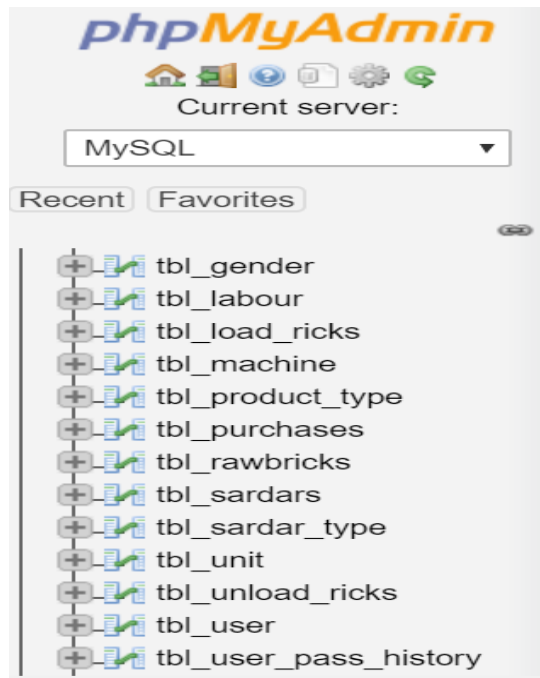 phpMyAdmin
Current server:
MySQL
Recent Favorites
tbl_gender
tbl_labour
tbl_load_ricks
tbl_machine
tbl_product_type
tbl_purchases
tbl_rawbricks
tbl_sardars
tbl_sardar_type
tbl_unit
tbl_unload_ricks
tbl_user
tbl_user_pass_history